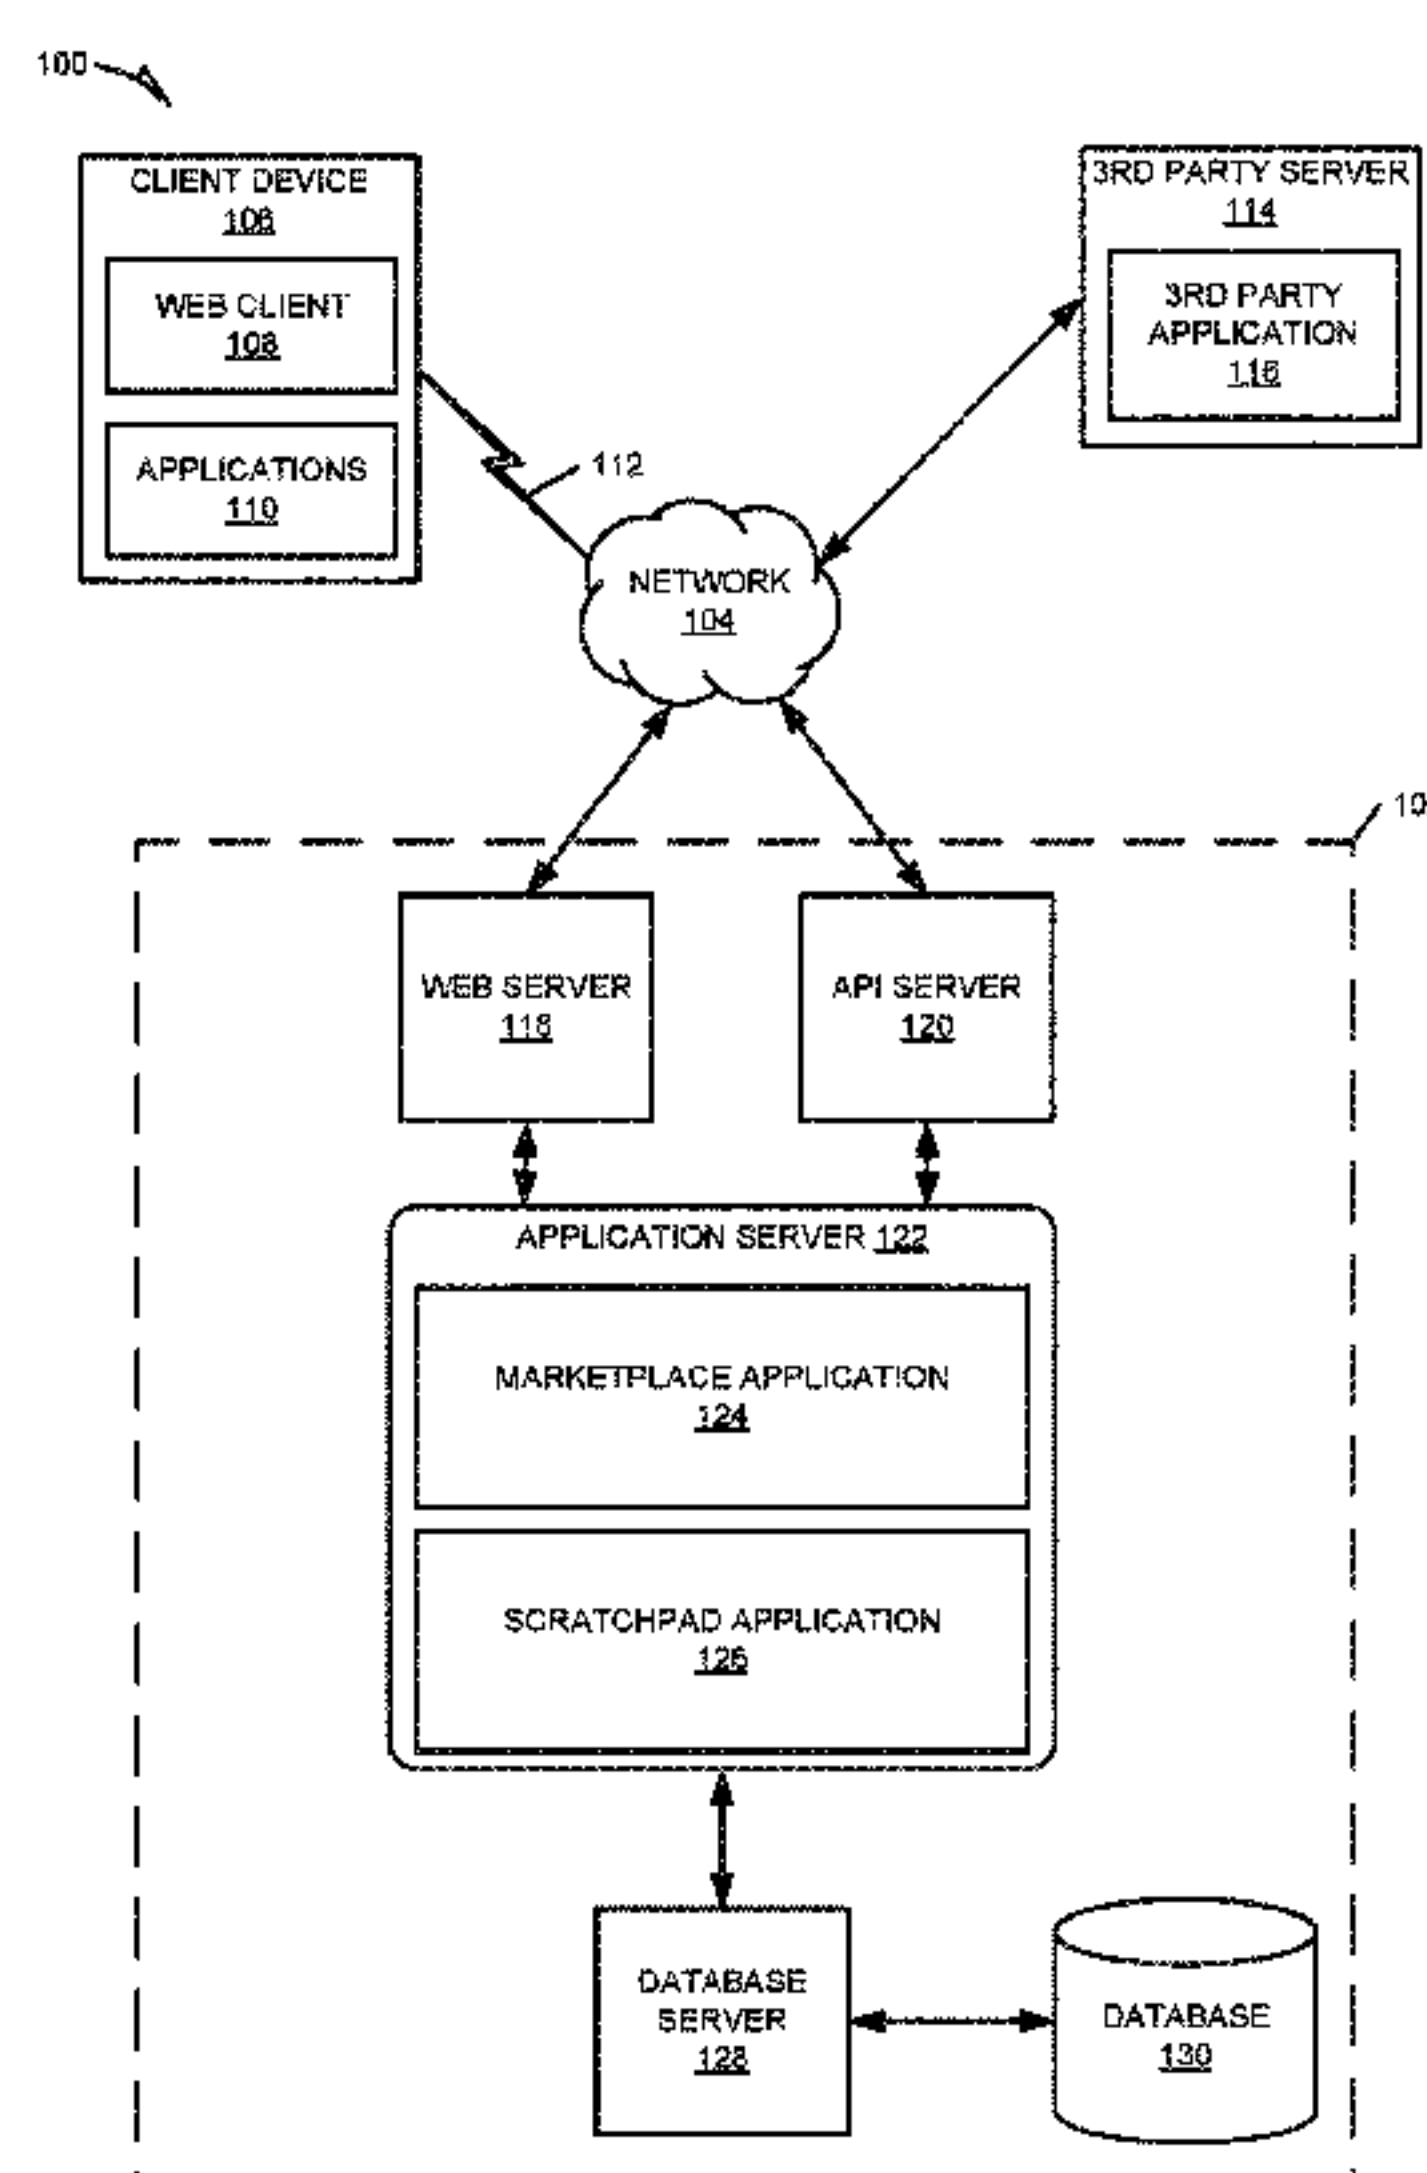 100
CLIENT DEVICE
106
WEB CLIENT
108
APPLICATIONS
110
3RD PARTY SERVER
114
3RD PARTY
APPLICATION
116
112
NETWORK
104
10
WEB SERVER
118
API SERVER
120
APPLICATION SERVER 122
MARKETPLACE APPLICATION
124
SCRATCHPAD APPLICATION
126
DATABASE
SERVER
128
DATABASE
130